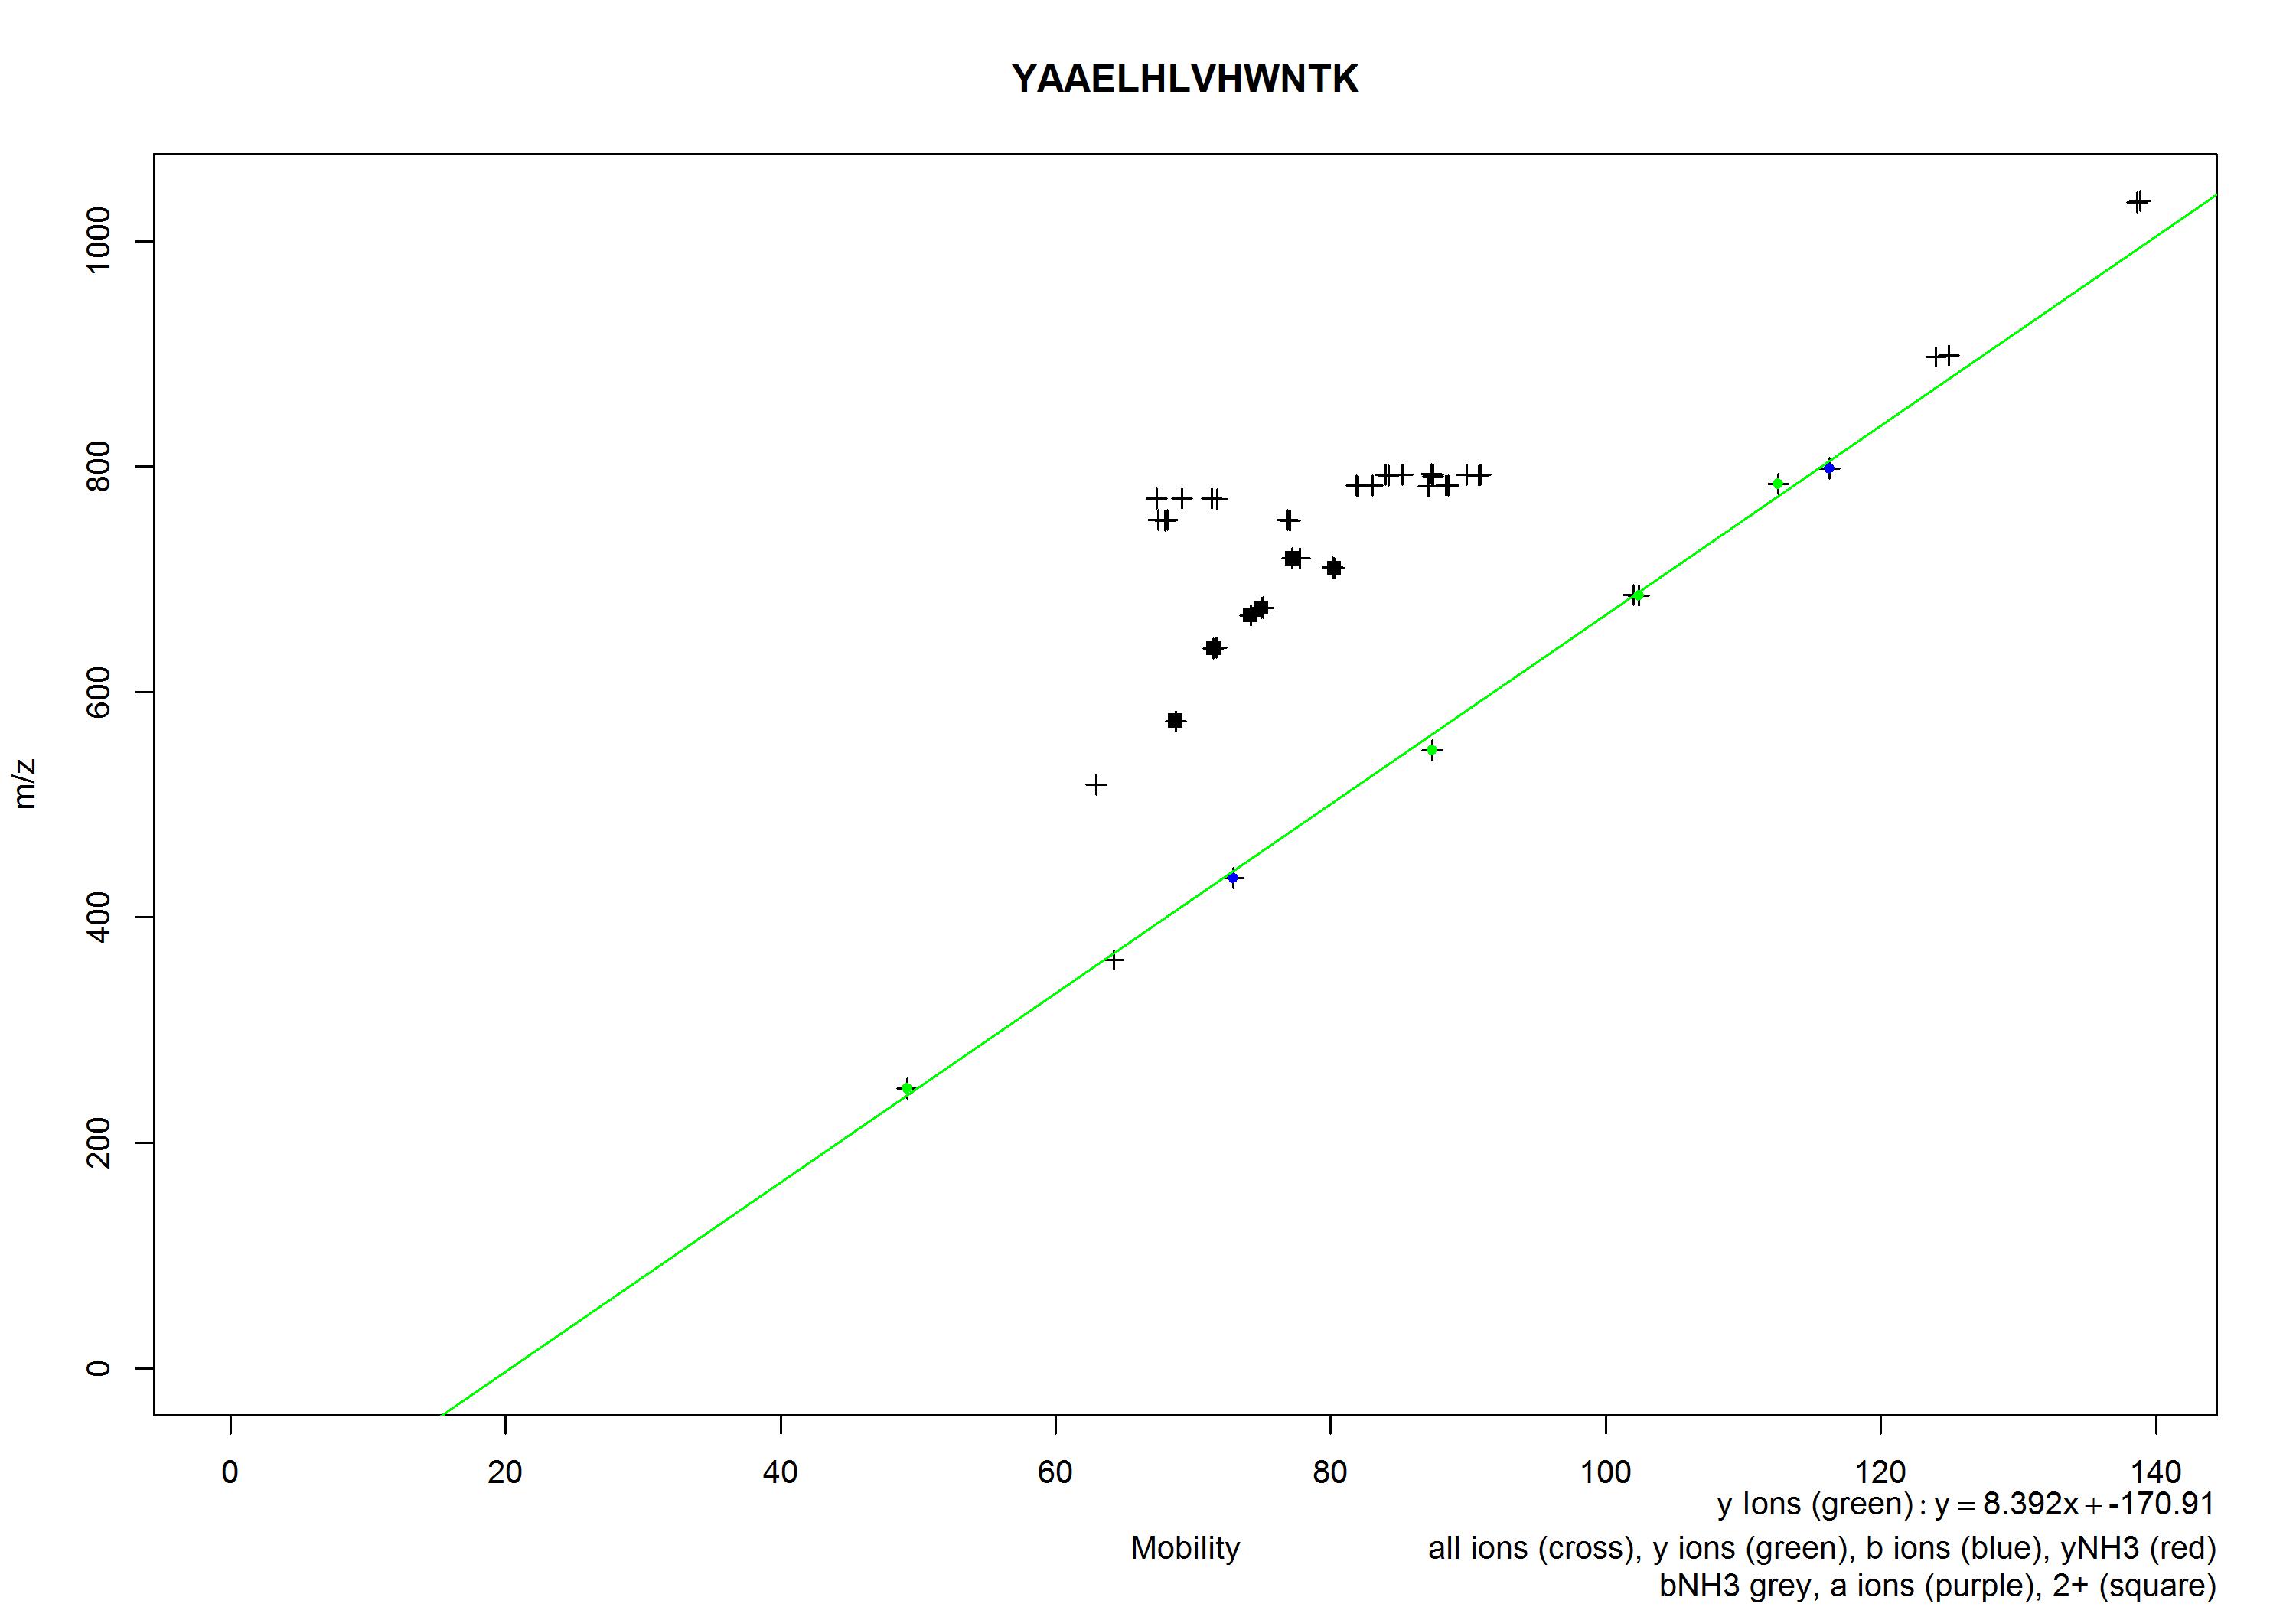 YAAELHLVHWNTK
1000
800
600
400
200
0
m/z
0 20 40 60 80 100 120 140
y Ions (green) : y = 8.392x + -170.91
Mobility
all ions (cross), y ions (green), b ions (blue), yNH3 (red)
bNH3 grey, a ions (purple), 2+ (square)